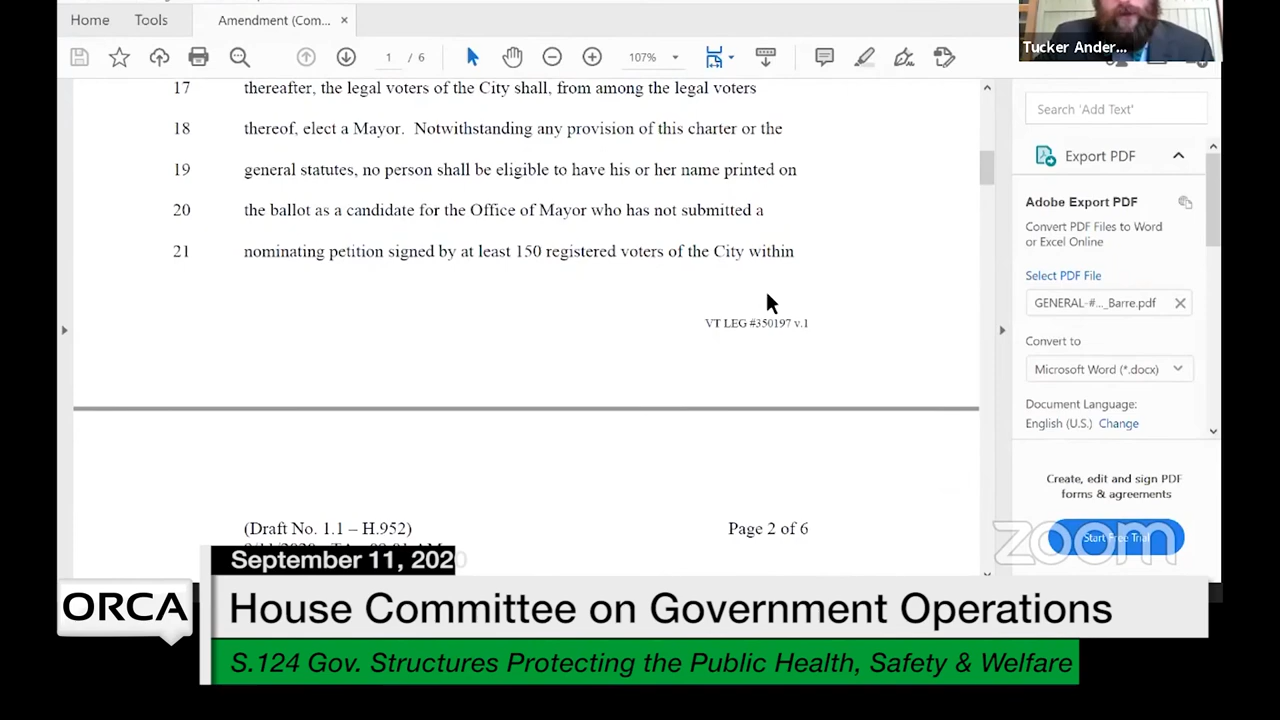 Home Tools Amendment (Com... ×
1 / 6 107%
Tucker Ander...
17 thereafter, the legal voters of the City shall, from among the legal voters
18 thereof, elect a Mayor. Notwithstanding any provision of this charter or the
19 general statutes, no person shall be eligible to have his or her name printed on
20 the ballot as a candidate for the Office of Mayor who has not submitted a
21 nominating petition signed by at least 150 registered voters of the City within
VT LEG #350197 v.1
(Draft No. 1.1 – H.952) Page 2 of 6
Search 'Add Text'
Export PDF
Adobe Export PDF
Convert PDF Files to Word
or Excel Online
Select PDF File
GENERAL-#..._Barre.pdf
Convert to
Microsoft Word (*.docx)
Document Language:
English (U.S.) Change
Create, edit and sign PDF
forms & agreements
Start Free Trial
zoom
September 11, 2020
ORCA
House Committee on Government Operations
S.124 Gov. Structures Protecting the Public Health, Safety & Welfare